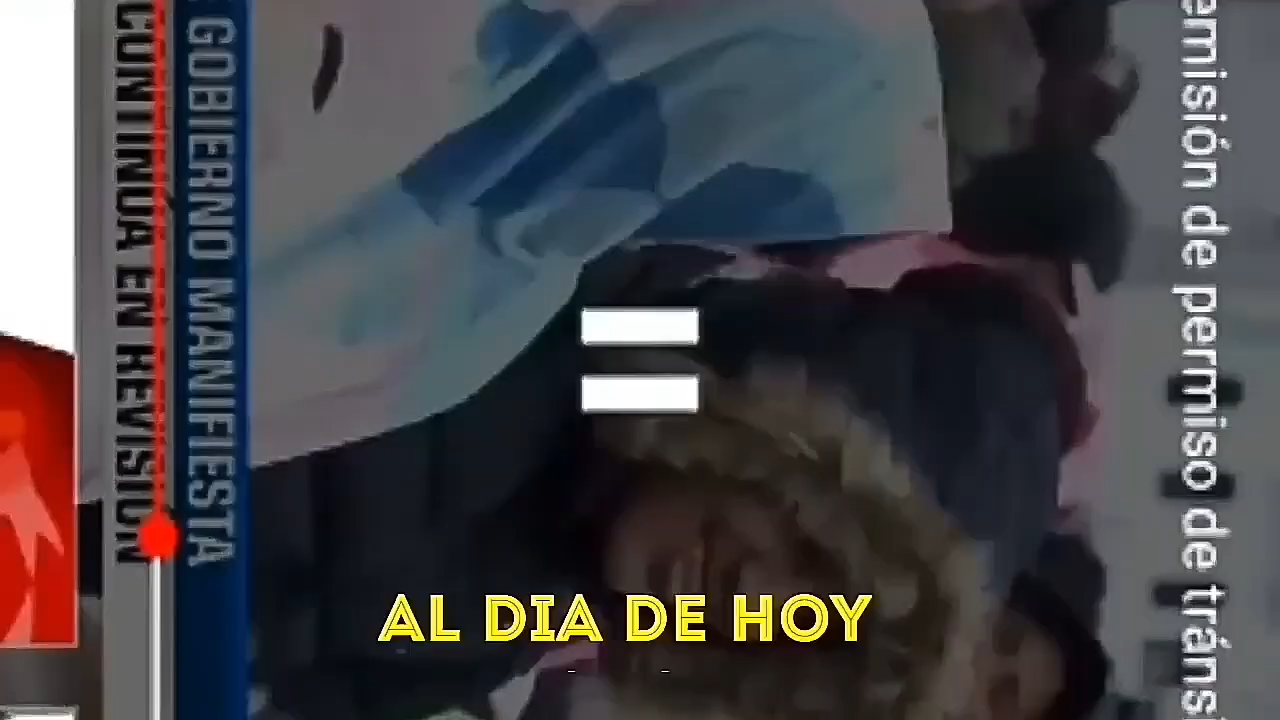 emisión de permiso de tráns
GOBIERNO MANIFIESTA
CONTINUA EN REVISION
AL DIA DE HOY